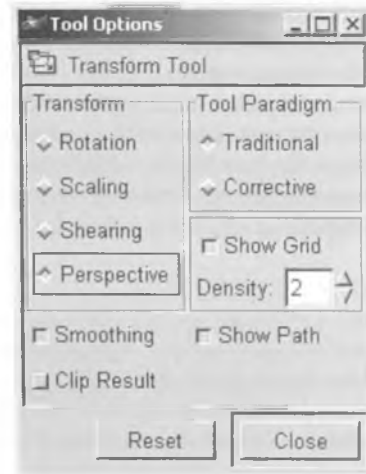 Tool Options
Transform Tool
Transform
Rotation
Scaling
Shearing
Perspective
Tool Paradigm
Traditional
Corrective
Show Grid
Density: 2
Smoothing
Show Path
Clip Result
Reset
Close